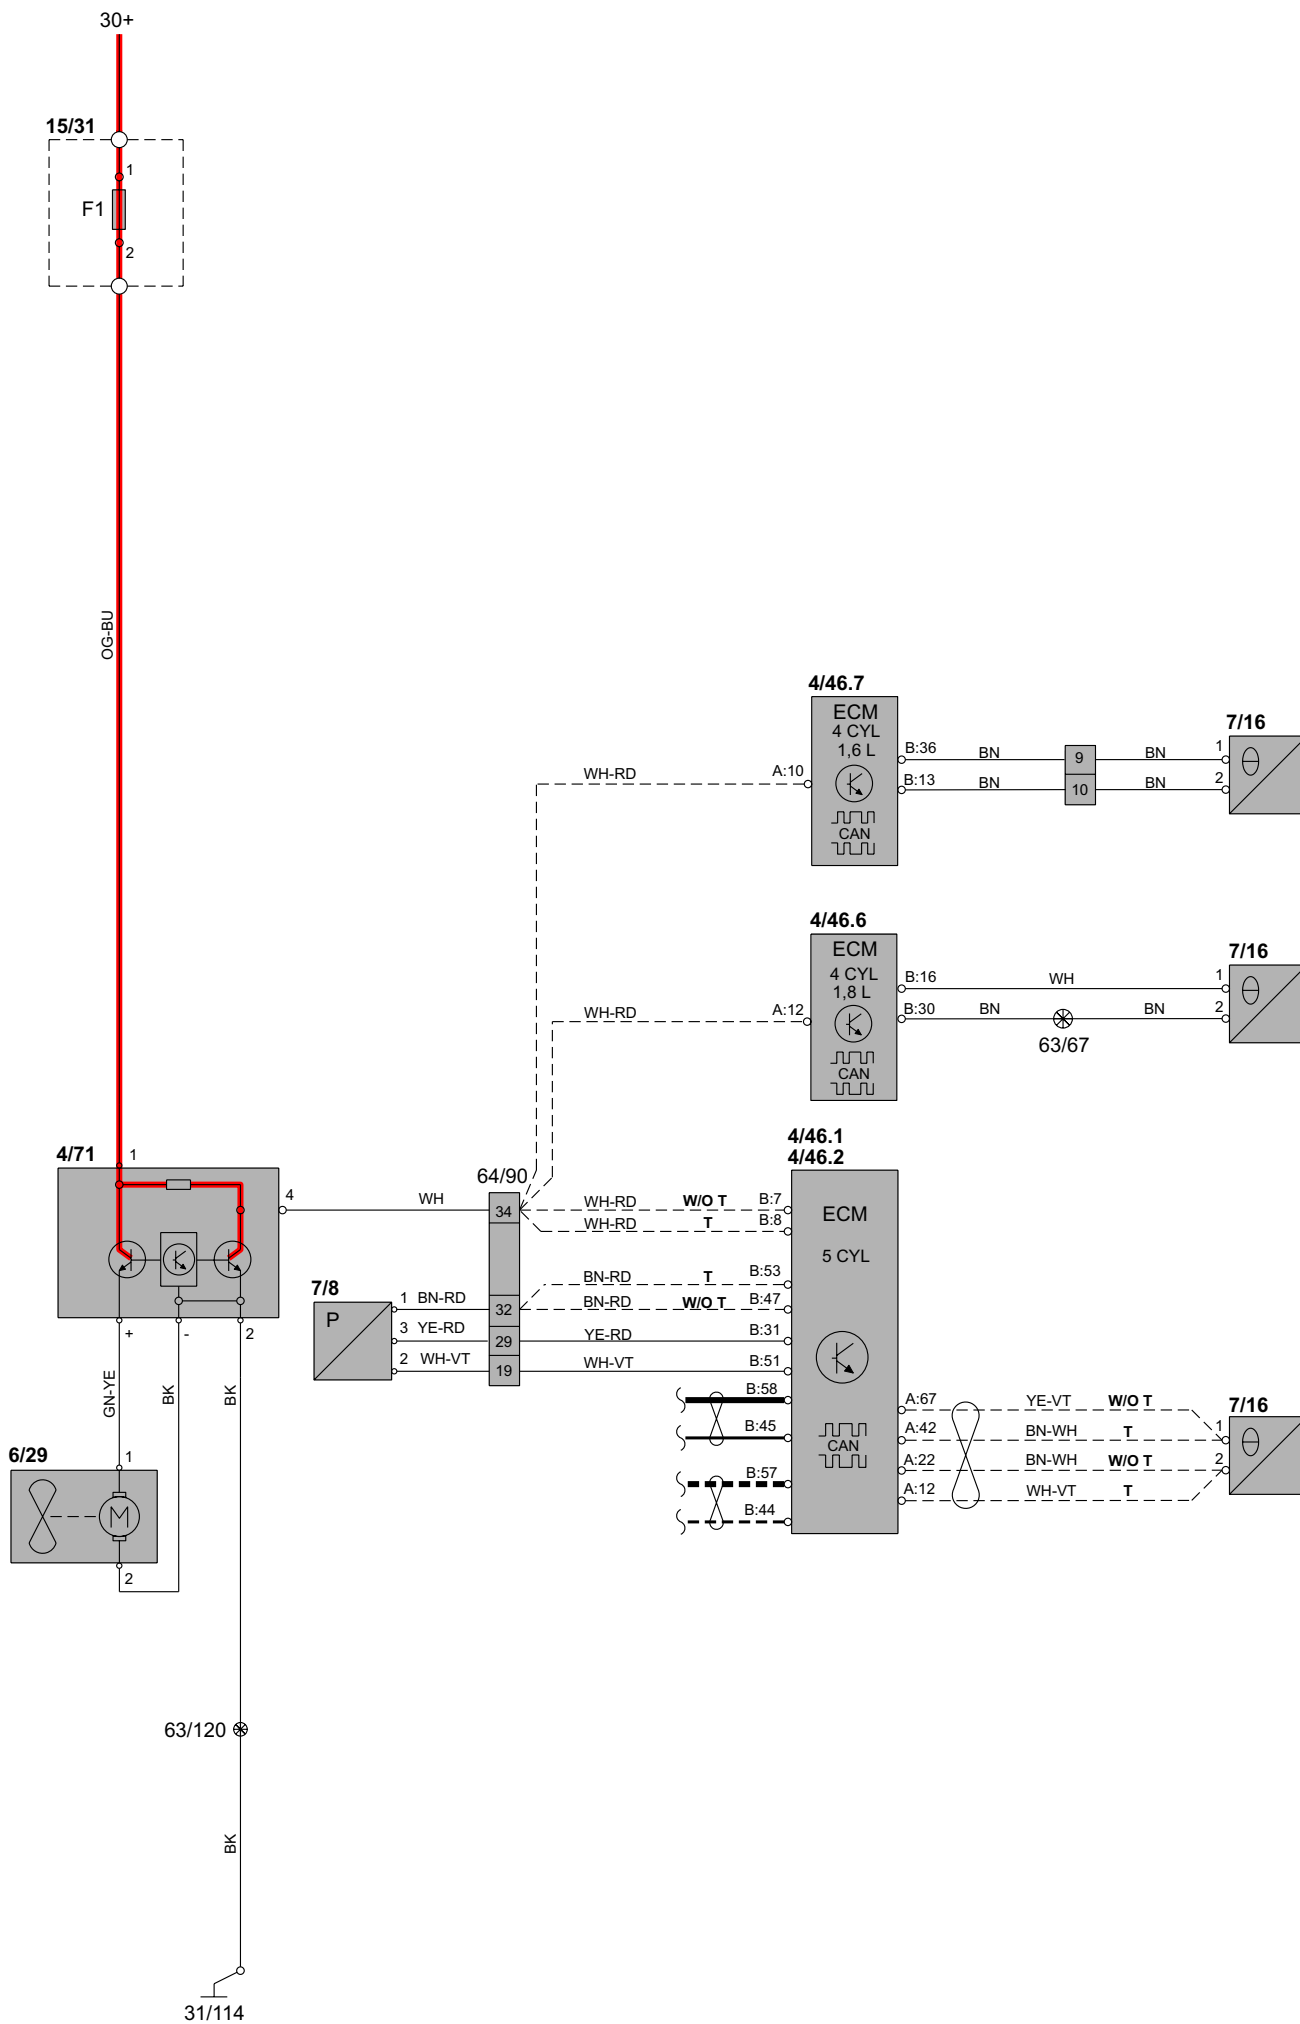 30+
15/31
1
F1
2
OG-BU
4/46.7
ECM
4 CYL
1,6 L
CAN
WH-RD
A:10
B:36
BN
9
BN
1
7/16
B:13
BN
10
BN
2
4/46.6
ECM
4 CYL
1,8 L
CAN
WH-RD
A:12
B:16
WH
1
7/16
B:30
BN
BN
2
63/67
4/71
1
4
WH
64/90
34
WH-RD
W/O T
B:7
WH-RD
T
B:8
4/46.1
4/46.2
ECM
5 CYL
CAN
7/8
P
1
BN-RD
32
BN-RD
T
B:53
BN-RD
W/O T
B:47
3
YE-RD
29
YE-RD
B:31
2
WH-VT
19
WH-VT
B:51
B:58
B:45
B:57
B:44
A:67
YE-VT
W/O T
A:42
BN-WH
T
1
7/16
A:22
BN-WH
W/O T
2
A:12
WH-VT
T
+
-
2
GN-YE
BK
BK
6/29
1
M
2
63/120
BK
31/114